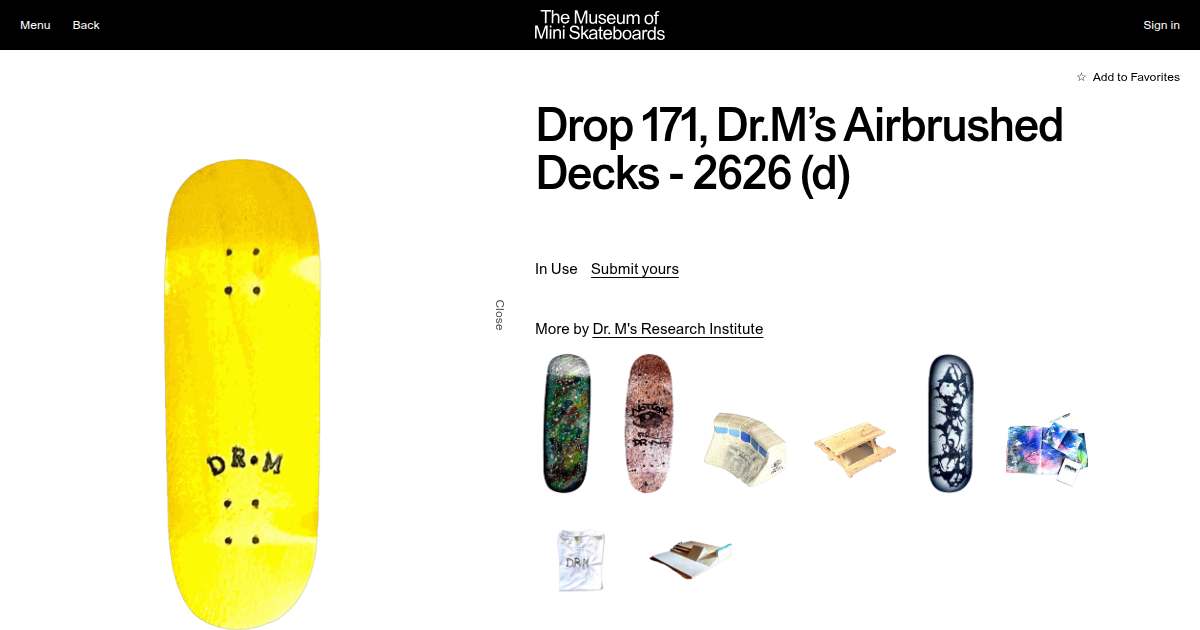 Menu
Back
The Museum of
Mini Skateboards
Sign in
☆ Add to Favorites
Drop 171, Dr.M’s Airbrushed
Decks - 2626 (d)
In Use
Submit yours
Close
More by Dr. M's Research Institute
DR•M
DR•M